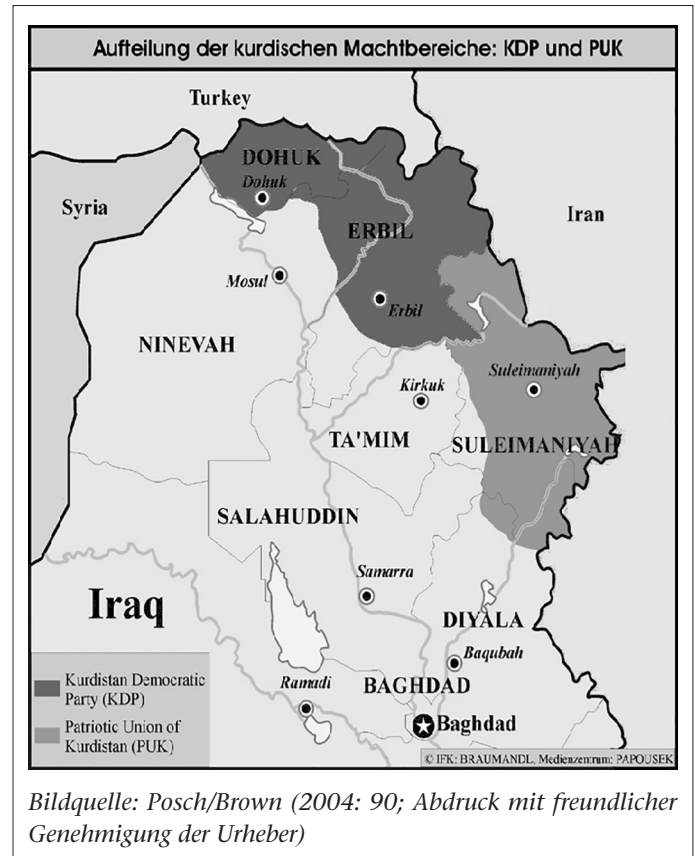 Aufteilung der kurdischen Machtbereiche: KDP und PUK
Turkey
DOHUK
Dohuk
Syria
Iran
ERBIL
Mosul
Erbil
NINEVAH
Suleimaniyah
Kirkuk
TA'MIM
SULEIMANIYAH
SALAHUDDIN
Samarra
Iraq
DIYALA
Baqubah
Kurdistan Democratic
Party (KDP)
Ramadi
BAGHDAD
Patriotic Union of
Kurdistan (PUK)
Baghdad
© IFK: BRAUMANDL, Medienzentrum: PAPOUSEK
Bildquelle: Posch/Brown (2004: 90; Abdruck mit freundlicher
Genehmigung der Urheber)